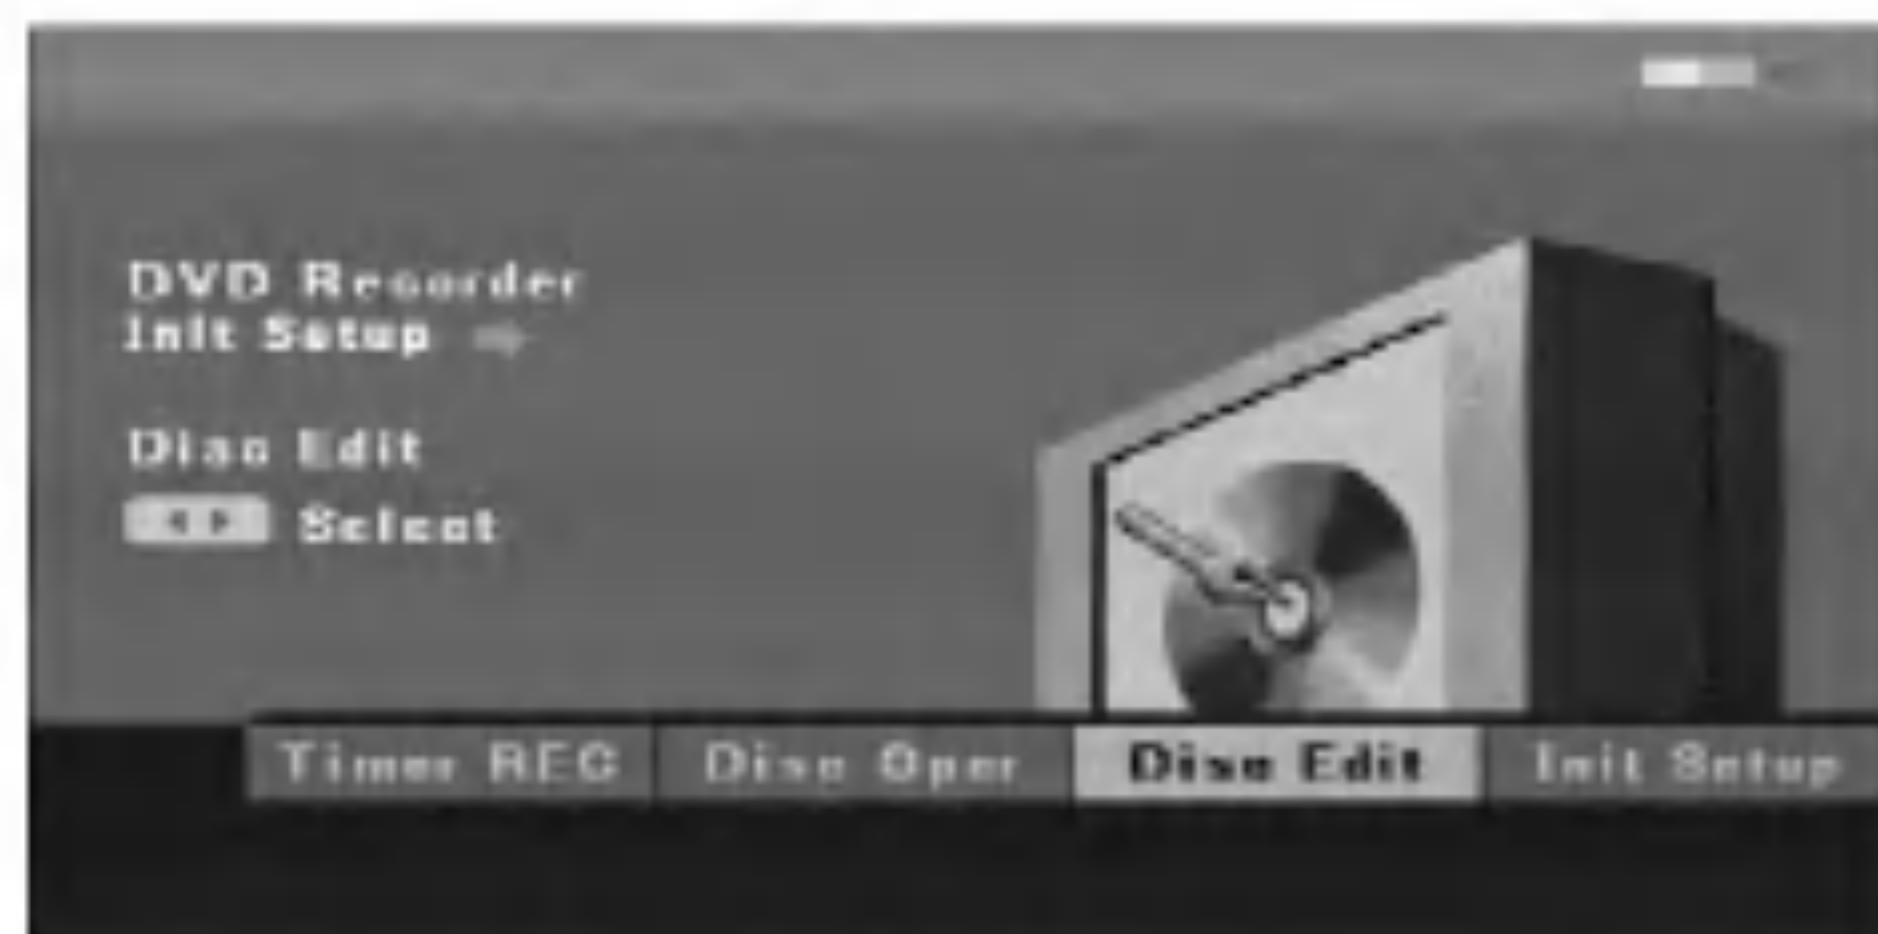 DVD Recorder
Init Setup
Disc Edit
Select
Timer REC Disc Oper Disc Edit Init Setup